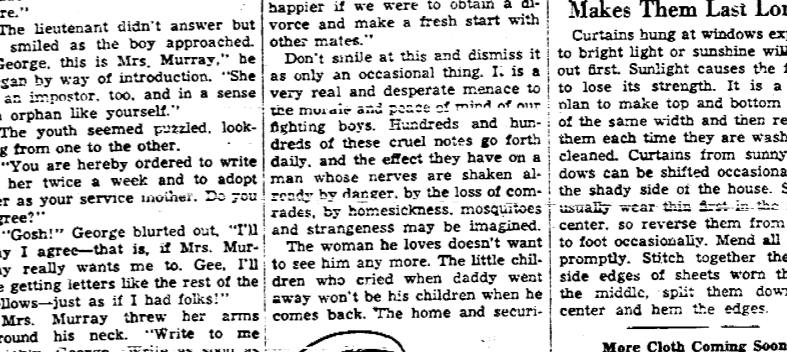 re."
The lieutenant didn't answer but
smiled as the boy approached.
George, this is Mrs. Murray," he
gan by way of introduction. "She
an impostor, too, and in a sense
orphan like yourself."
The youth seemed puzzled, look-
g from one to the other.
"You are hereby ordered to write
her twice a week and to adopt
er as your service mother. Do you
gree?"
"Gosh!" George blurted out, "I'll
y I agree—that is, if Mrs. Mur-
y really wants me to. Gee, I'll
e getting letters like the rest of the
llows—just as if I had folks!"
Mrs. Murray threw her arms
round his neck. "Write to me
happier if we were to obtain a di-
vorce and make a fresh start with
other mates."
Don't smile at this and dismiss it
as only an occasional thing. It is a
very real and desperate menace to
the morale and peace of mind of our
fighting boys. Hundreds and hun-
dreds of these cruel notes go forth
daily, and the effect they have on a
man whose nerves are shaken al-
ready by danger, by the loss of com-
rades, by homesickness, mosquitoes
and strangeness may be imagined.
The woman he loves doesn't want
to see him any more. The little chil-
dren who cried when daddy went
away won't be his children when he
comes back. The home and securi-
Makes Them Last Lon
Curtains hung at windows exp
to bright light or sunshine will
out first. Sunlight causes the f
to lose its strength. It is a
plan to make top and bottom
of the same width and then re
them each time they are wash
cleaned. Curtains from sunny
dows can be shifted occasiona
the shady side of the house. S
usually wear thin first in the
center, so reverse them from
to foot occasionally. Mend all
promptly. Stitch together the
side edges of sheets worn th
the middle, split them down
center and hem the edges.
More Cloth Coming Soon